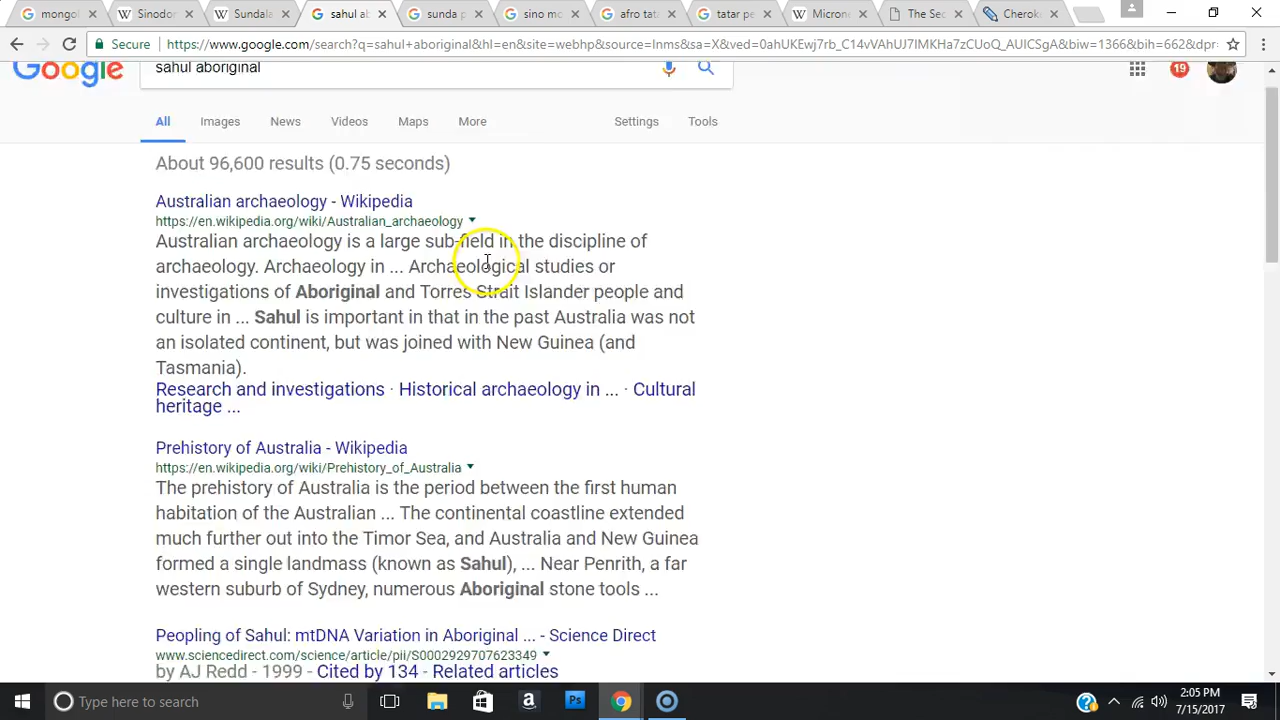 mongol
Sinodon
Sundala
sahul ab
sunda p
sino m
afro tat
tatar pe
Micron
The Sec
Cheroks
Secure
https://www.google.com/search?q=sahul+aboriginal&hl=en&site=webhp&source=lnms&sa=X&ved=0ahUKEwj7rb_C14vVAhUJ7IMKHa7zCUoQ_AUICSgA&biw=1366&bih=662&dpr
Google
sahul aboriginal
19
All
Images
News
Videos
Maps
More
Settings
Tools
About 96,600 results (0.75 seconds)
Australian archaeology - Wikipedia
https://en.wikipedia.org/wiki/Australian_archaeology
Australian archaeology is a large sub-field in the discipline of
archaeology. Archaeology in ... Archaeological studies or
investigations of Aboriginal and Torres Strait Islander people and
culture in ... Sahul is important in that in the past Australia was not
an isolated continent, but was joined with New Guinea (and
Tasmania).
Research and investigations · Historical archaeology in ... · Cultural
heritage ...
Prehistory of Australia - Wikipedia
https://en.wikipedia.org/wiki/Prehistory_of_Australia
The prehistory of Australia is the period between the first human
habitation of the Australian ... The continental coastline extended
much further out into the Timor Sea, and Australia and New Guinea
formed a single landmass (known as Sahul), ... Near Penrith, a far
western suburb of Sydney, numerous Aboriginal stone tools ...
Peopling of Sahul: mtDNA Variation in Aboriginal ... - Science Direct
www.sciencedirect.com/science/article/pii/S0002929707623349
by AJ Redd - 1999 - Cited by 134 - Related articles
Type here to search
a
Ps
2:05 PM
7/15/2017